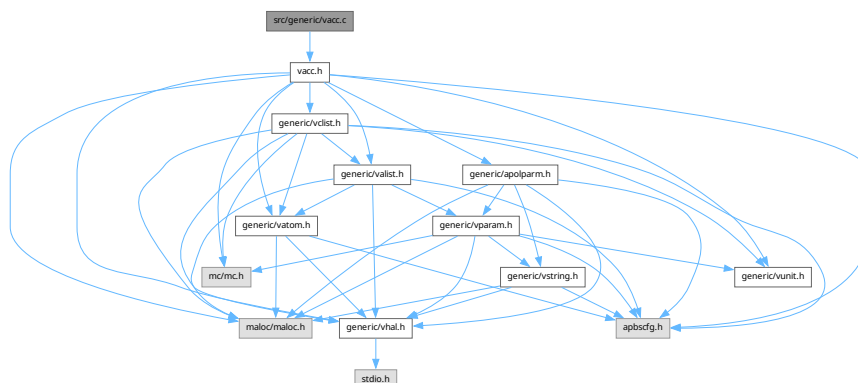 src/generic/vacc.c
vacc.h
generic/vclist.h
generic/valist.h
generic/apolparm.h
generic/vatom.h
generic/vparam.h
mc/mc.h
generic/vstring.h
generic/vunit.h
maloc/maloc.h
generic/vhal.h
apbscfg.h
stdio.h